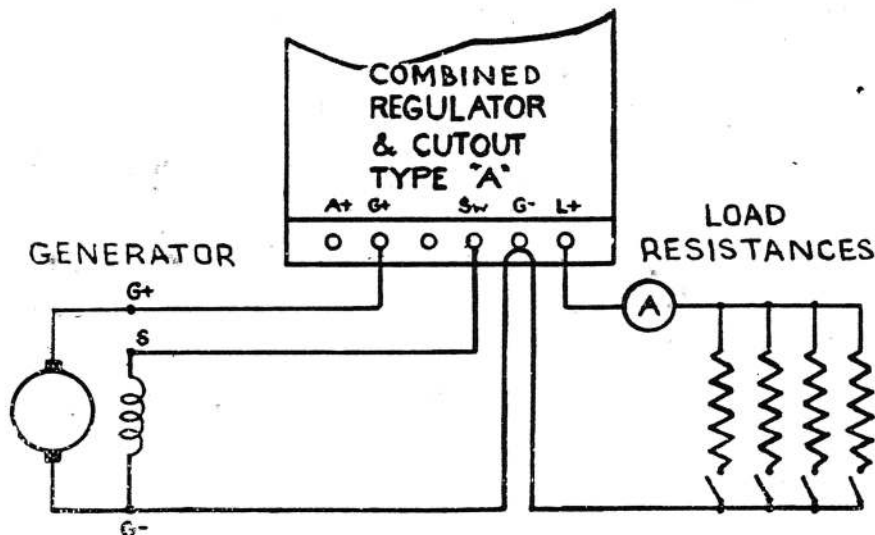 COMBINED
REGULATOR
& CUTOUT
TYPE "A"
A+ G+ SW G- L+
GENERATOR
LOAD
RESISTANCES
G+
A
S
G-